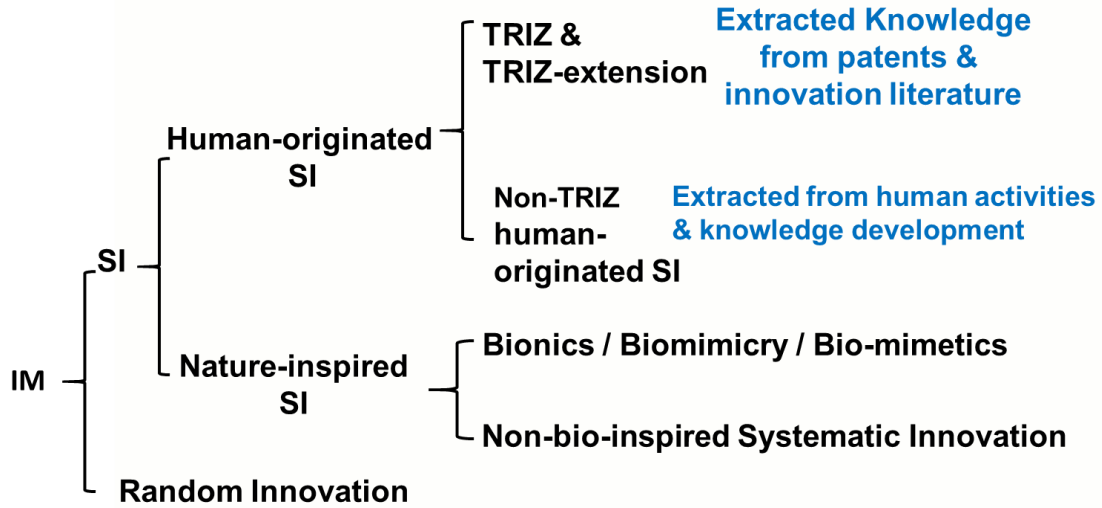 TRIZ &
TRIZ-extension
Extracted Knowledge
from patents &
innovation literature
Human-originated
SI
Non-TRIZ
human-
originated SI
Extracted from human activities
& knowledge development
SI
Bionics / Biomimicry / Bio-mimetics
Nature-inspired
SI
IM
Non-bio-inspired Systematic Innovation
Random Innovation